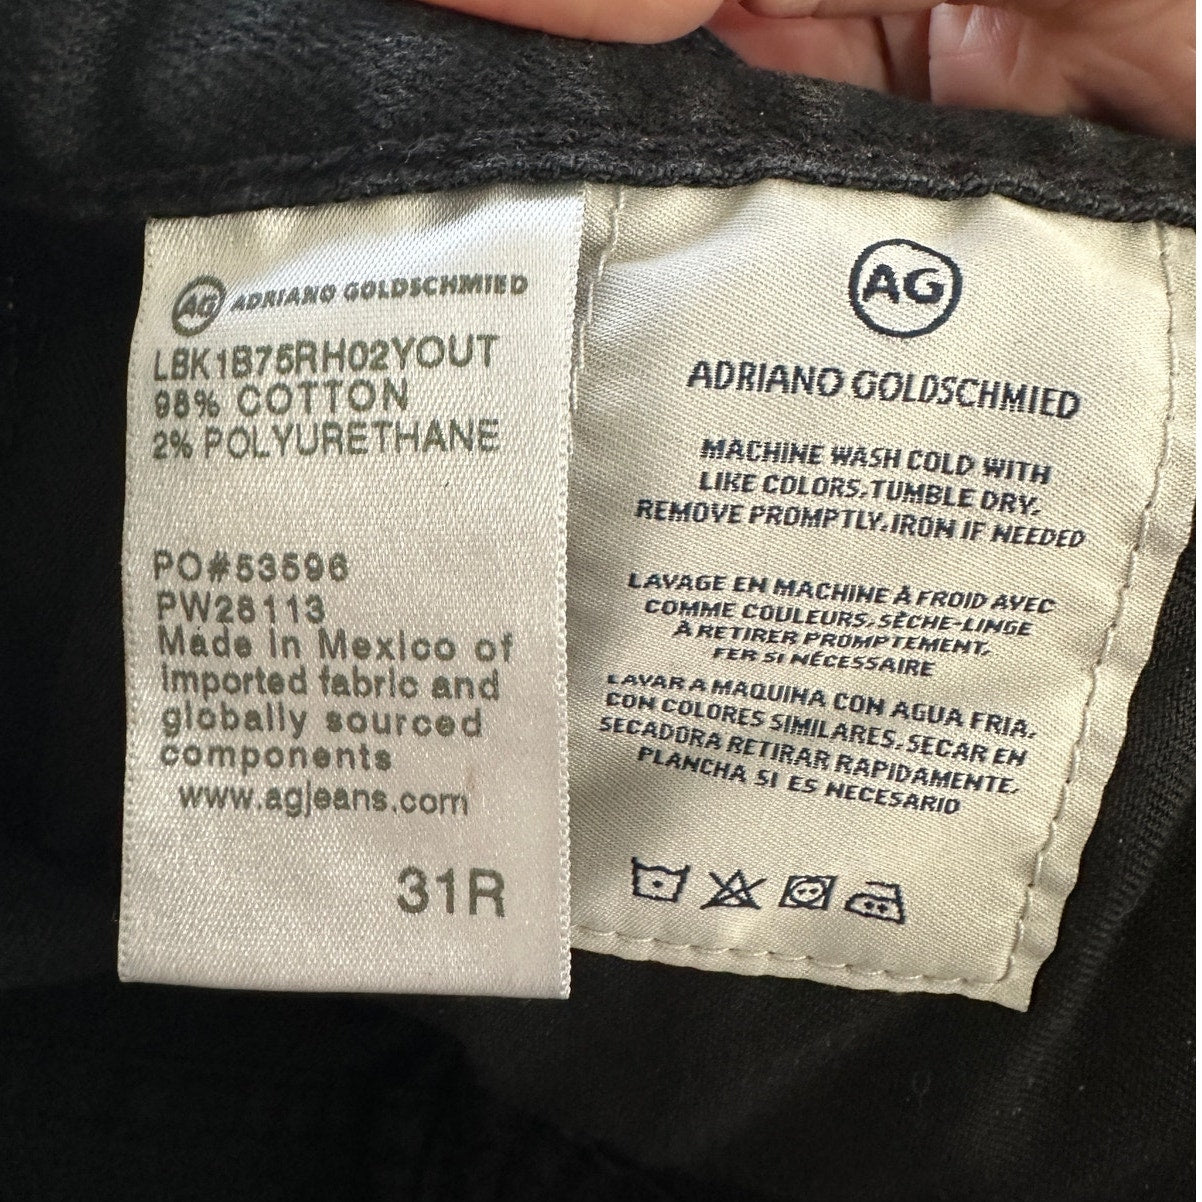 AG ADRIANO GOLDSCHMIED
LBK1B75RH02YOUT
98% COTTON
2% POLYURETHANE
PO#53596
PW28113
Made in Mexico of
imported fabric and
globally sourced
components
www.agjeans.com
31R
AG
ADRIANO GOLDSCHMIED
MACHINE WASH COLD WITH
LIKE COLORS.TUMBLE DRY.
REMOVE PROMPTLY.IRON IF NEEDED
LAVAGE EN MACHINE À FROID AVEC
COMME COULEURS.SÈCHE-LINGE
À RETIRER PROMPTEMENT.
FER SI NÉCESSAIRE
LAVAR A MAQUINA CON AGUA FRIA.
CON COLORES SIMILARES.SECAR EN
SECADORA RETIRAR RAPIDAMENTE.
PLANCHA SI ES NECESARIO